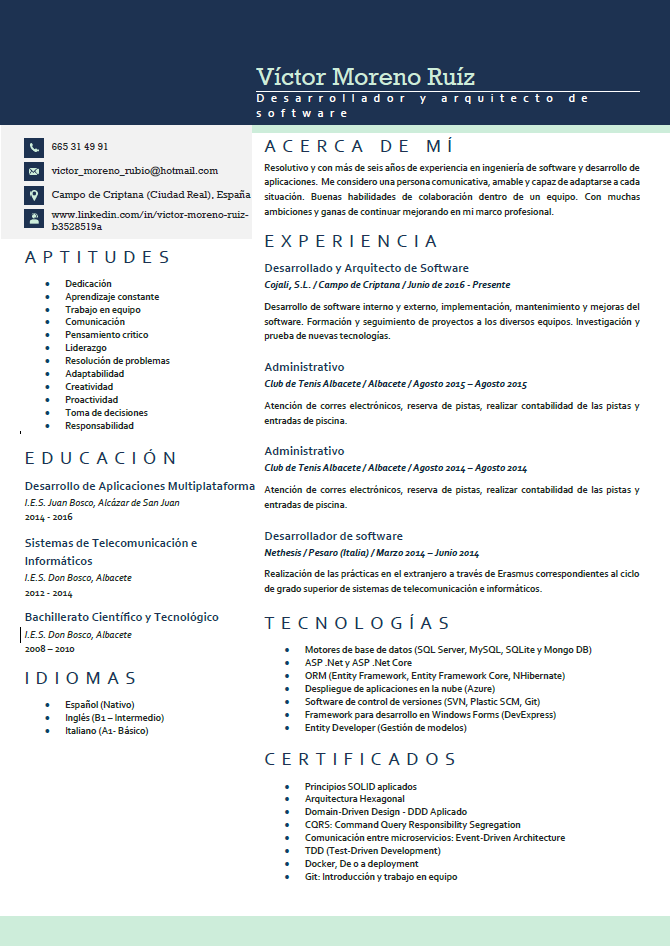 Víctor Moreno Ruíz
Desarrollador y arquitecto de
software
665 31 49 91
victor_moreno_rubio@hotmail.com
Campo de Criptana (Ciudad Real), España
www.linkedin.com/in/victor-moreno-ruiz-
b3528519a
APTITUDES
• Dedicación
• Aprendizaje constante
• Trabajo en equipo
• Comunicación
• Pensamiento critico
• Liderazgo
• Resolución de problemas
• Adaptabilidad
• Creatividad
• Proactividad
• Toma de decisiones
• Responsabilidad
EDUCACIÓN
Desarrollo de Aplicaciones Multiplataforma
I.E.S. Juan Bosco, Alcázar de San Juan
2014 - 2016
Sistemas de Telecomunicación e
Informáticos
I.E.S. Don Bosco, Albacete
2012 - 2014
Bachillerato Científico y Tecnológico
I.E.S. Don Bosco, Albacete
2008 – 2010
IDIOMAS
• Español (Nativo)
• Inglés (B1 – Intermedio)
• Italiano (A1- Básico)
ACERCA DE MÍ
Resolutivo y con más de seis años de experiencia en ingeniería de software y desarrollo de
aplicaciones. Me considero una persona comunicativa, amable y capaz de adaptarse a cada
situación. Buenas habilidades de colaboración dentro de un equipo. Con muchas
ambiciones y ganas de continuar mejorando en mi marco profesional.
EXPERIENCIA
Desarrollado y Arquitecto de Software
Cojali, S.L. / Campo de Criptana / Junio de 2016 - Presente
Desarrollo de software interno y externo, implementación, mantenimiento y mejoras del
software. Formación y seguimiento de proyectos a los diversos equipos. Investigación y
prueba de nuevas tecnologías.
Administrativo
Club de Tenis Albacete / Albacete / Agosto 2015 – Agosto 2015
Atención de corres electrónicos, reserva de pistas, realizar contabilidad de las pistas y
entradas de piscina.
Administrativo
Club de Tenis Albacete / Albacete / Agosto 2014 – Agosto 2014
Atención de corres electrónicos, reserva de pistas, realizar contabilidad de las pistas y
entradas de piscina.
Desarrollador de software
Nethesis / Pesaro (Italia) / Marzo 2014 – Junio 2014
Realización de las prácticas en el extranjero a través de Erasmus correspondientes al ciclo
de grado superior de sistemas de telecomunicación e informáticos.
TECNOLOGÍAS
• Motores de base de datos (SQL Server, MySQL, SQLite y Mongo DB)
• ASP .Net y ASP .Net Core
• ORM (Entity Framework, Entity Framework Core, NHibernate)
• Despliegue de aplicaciones en la nube (Azure)
• Software de control de versiones (SVN, Plastic SCM, Git)
• Framework para desarrollo en Windows Forms (DevExpress)
• Entity Developer (Gestión de modelos)
CERTIFICADOS
• Principios SOLID aplicados
• Arquitectura Hexagonal
• Domain-Driven Design - DDD Aplicado
• CQRS: Command Query Responsibility Segregation
• Comunicación entre microservicios: Event-Driven Architecture
• TDD (Test-Driven Development)
• Docker, De 0 a deployment
• Git: Introducción y trabajo en equipo